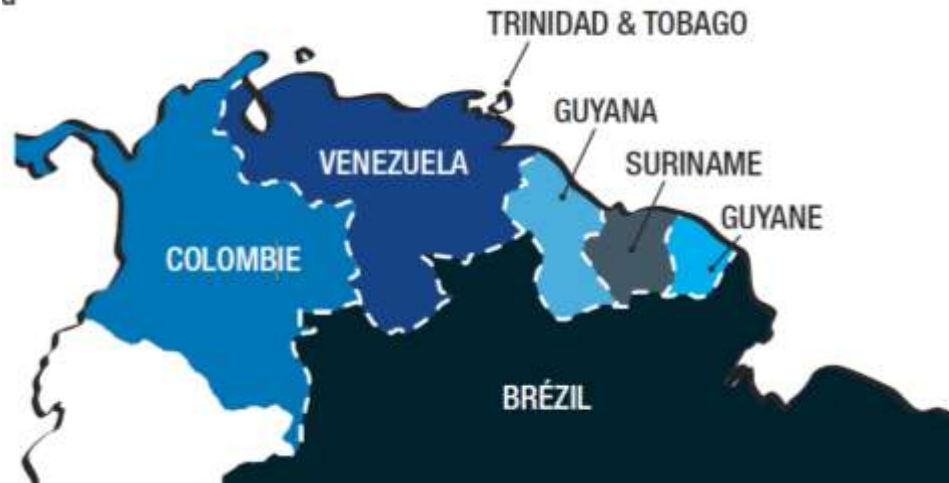 TRINIDAD & TOBAGO
GUYANA
VENEZUELA
SURINAME
GUYANE
COLOMBIE
BRÉZIL